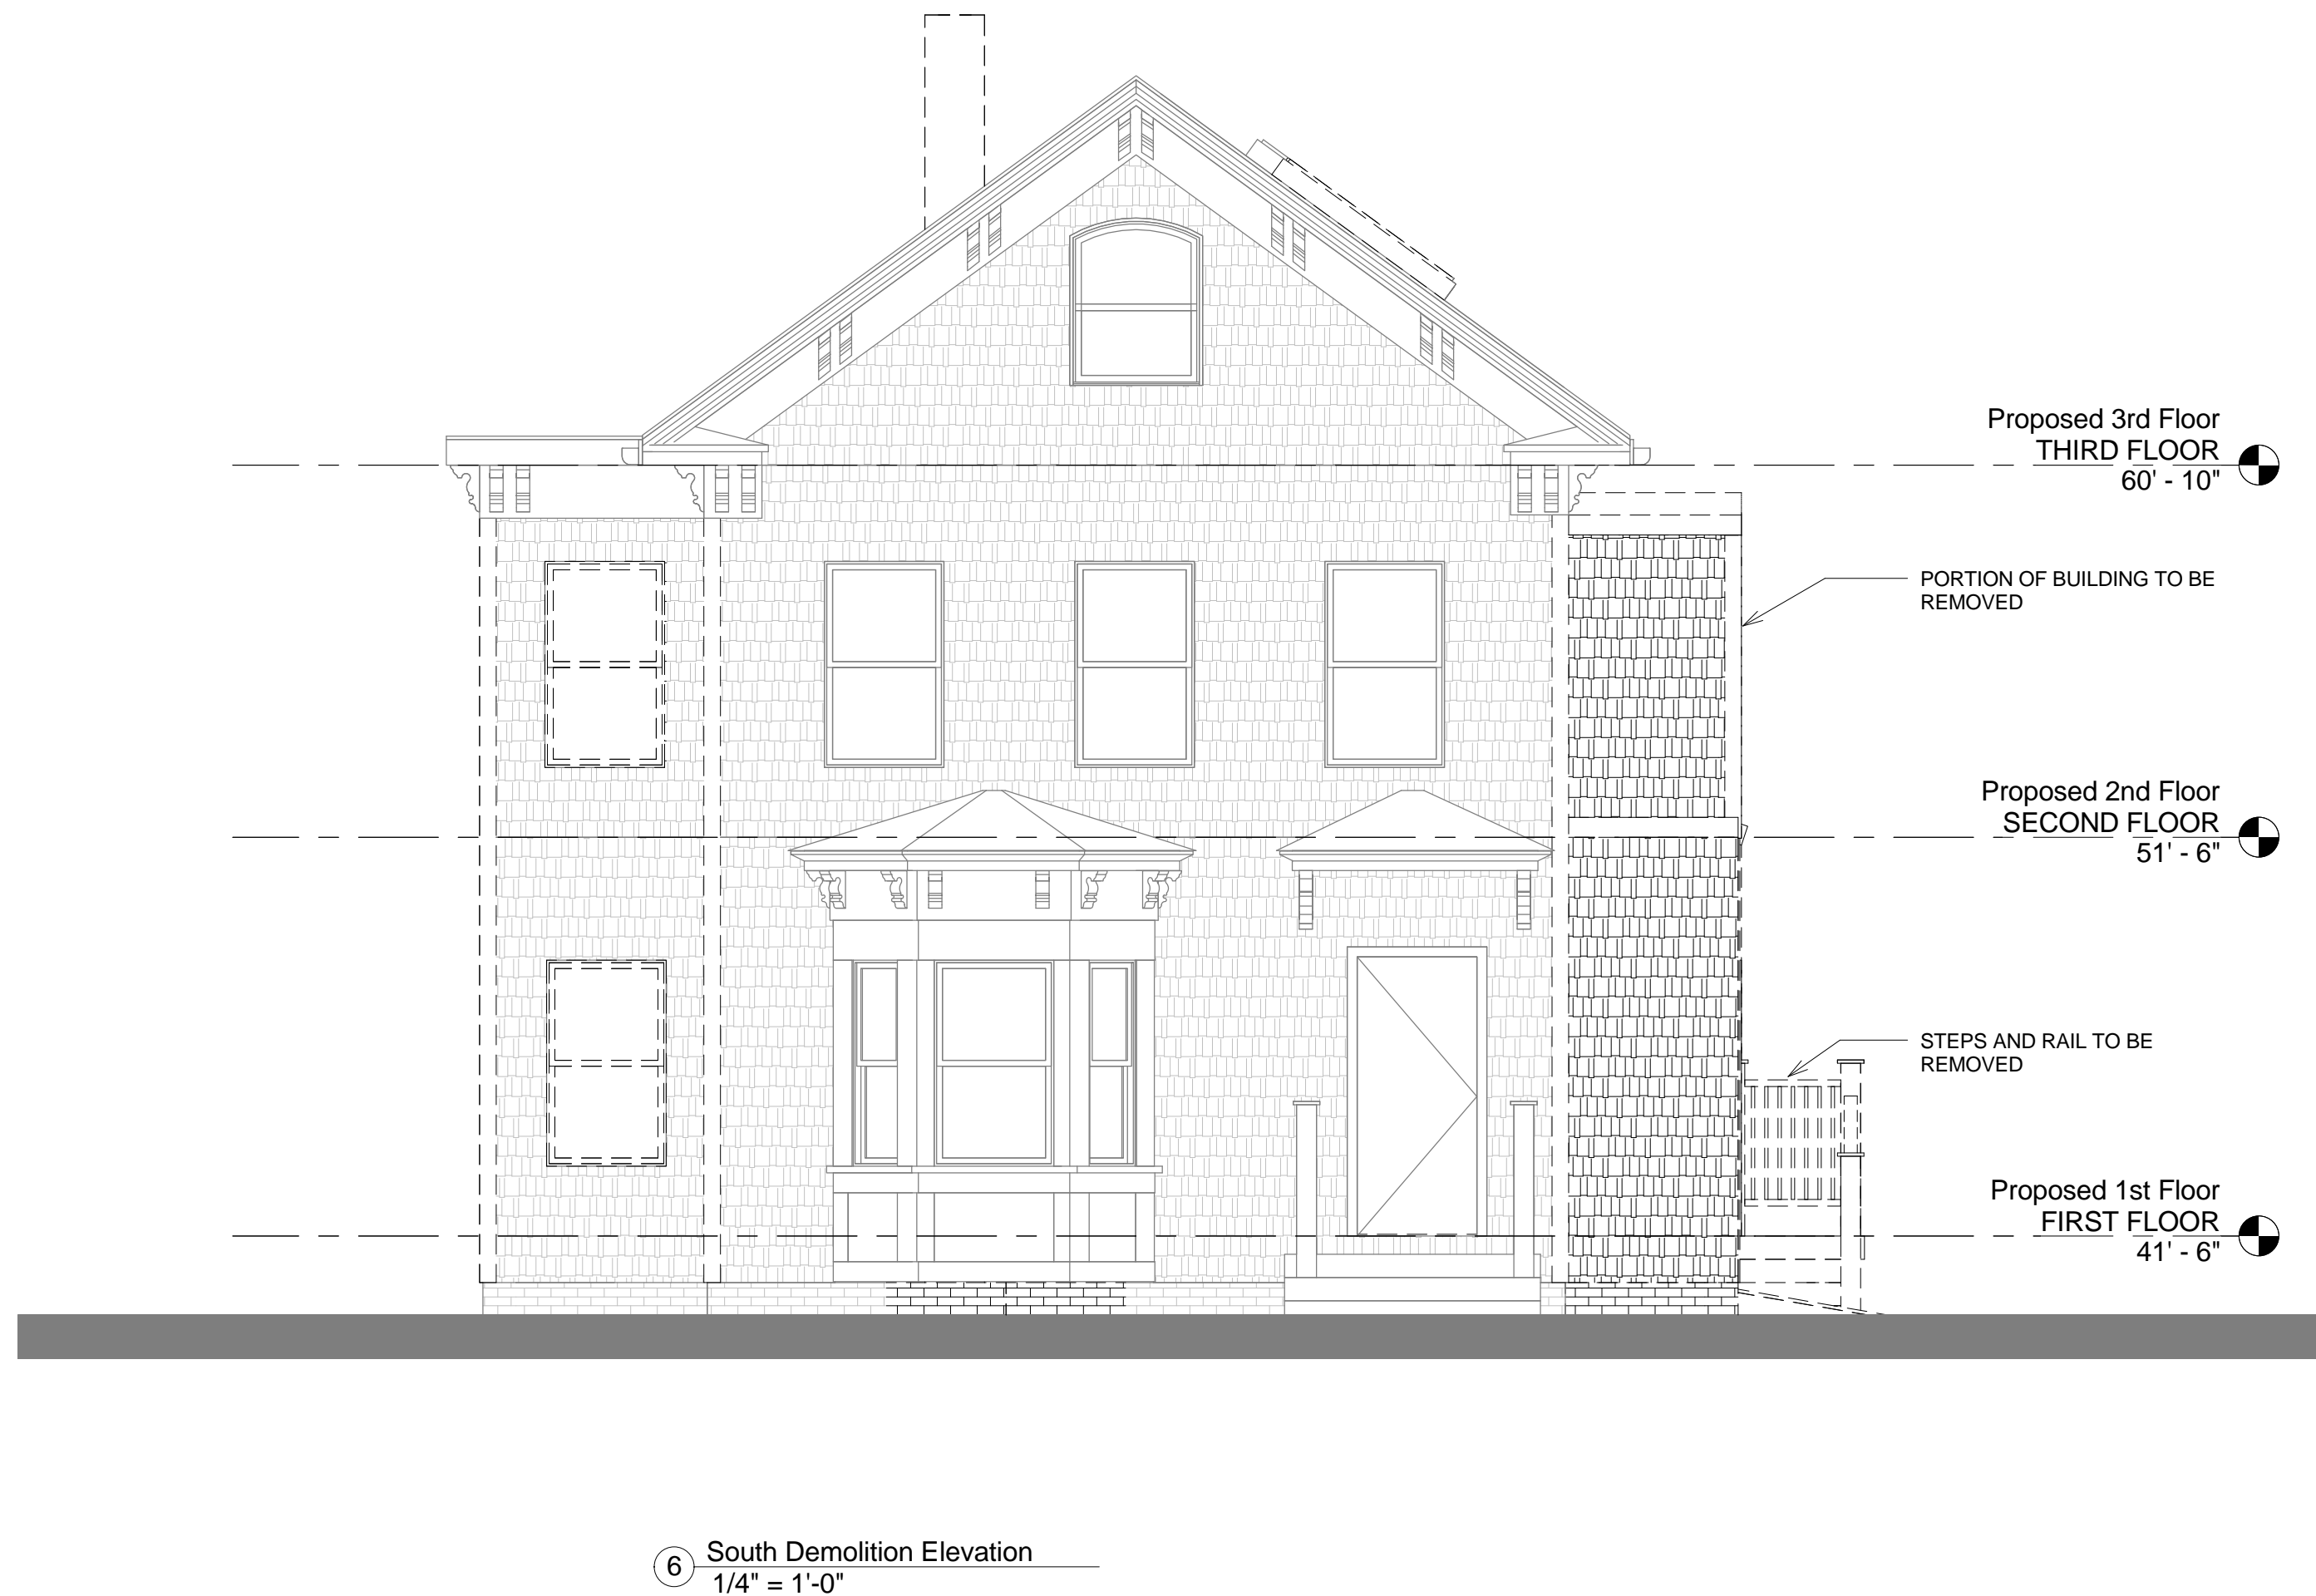 Proposed 3rd Floor
THIRD FLOOR
60' - 10"
PORTION OF BUILDING TO BE
REMOVED
Proposed 2nd Floor
SECOND FLOOR
51' - 6"
STEPS AND RAIL TO BE
REMOVED
Proposed 1st Floor
FIRST FLOOR
41' - 6"
6 South Demolition Elevation
1/4" = 1'-0"